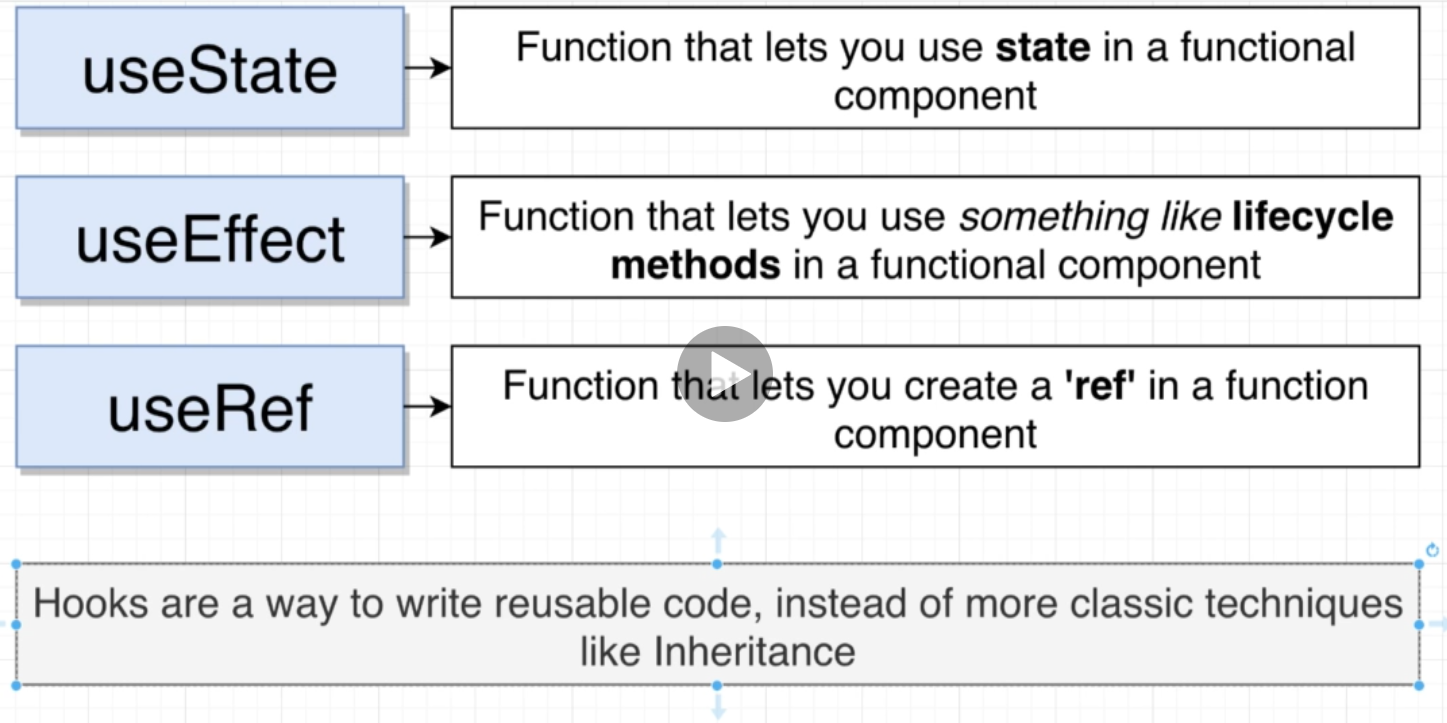 useState
Function that lets you use state in a functional
component
useEffect
Function that lets you use something like lifecycle
methods in a functional component
useRef
Function that lets you create a 'ref' in a function
component
Hooks are a way to write reusable code, instead of more classic techniques
like Inheritance